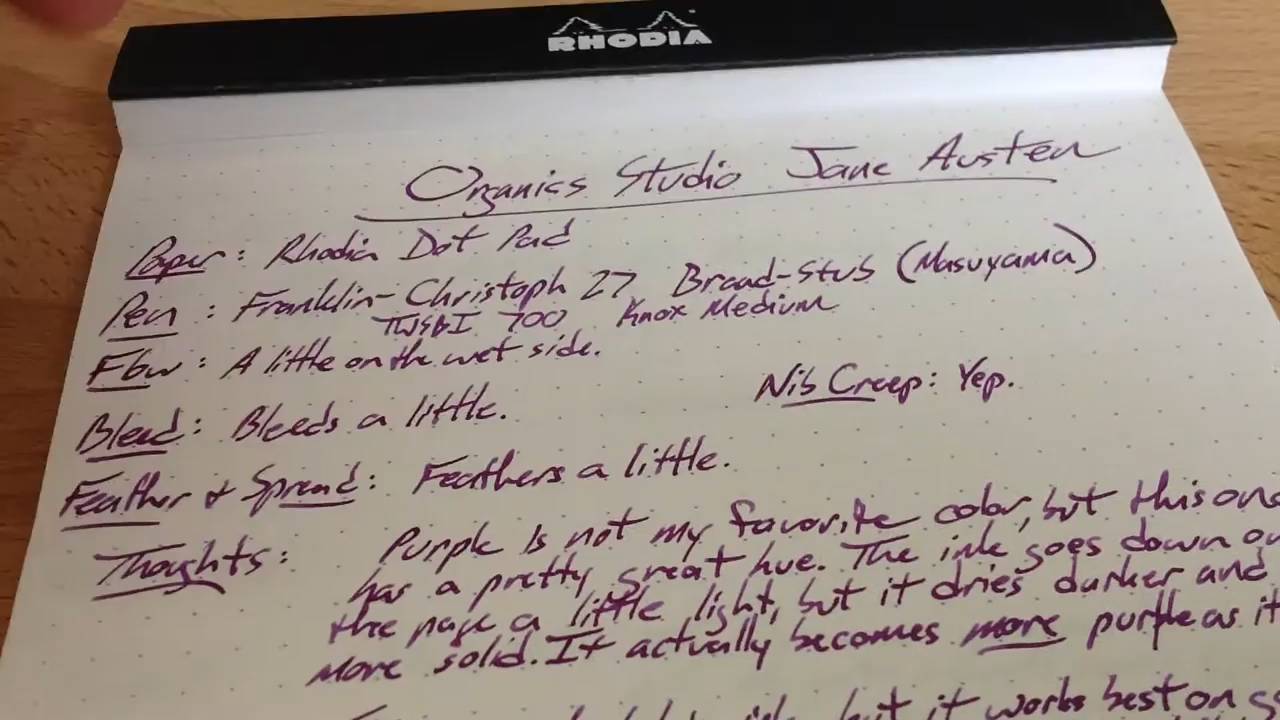 RHODIA
Organics Studio Jane Austen
Paper: Rhodia Dot Pad
Pen: Franklin-Christoph 27 Broad-Stub (Masuyama)
TWSBI 700 Knox Medium
Flow: A little on the wet side.
Nib Creep: Yep.
Bleed: Bleeds a little.
Feather & Spread: Feathers a little.
Thoghts: Purple is not my favorite color, but this one
has a pretty great hue. The ink goes down on
the page a little light, but it dries darker and
more solid. It actually becomes more purple as it
but it works best on